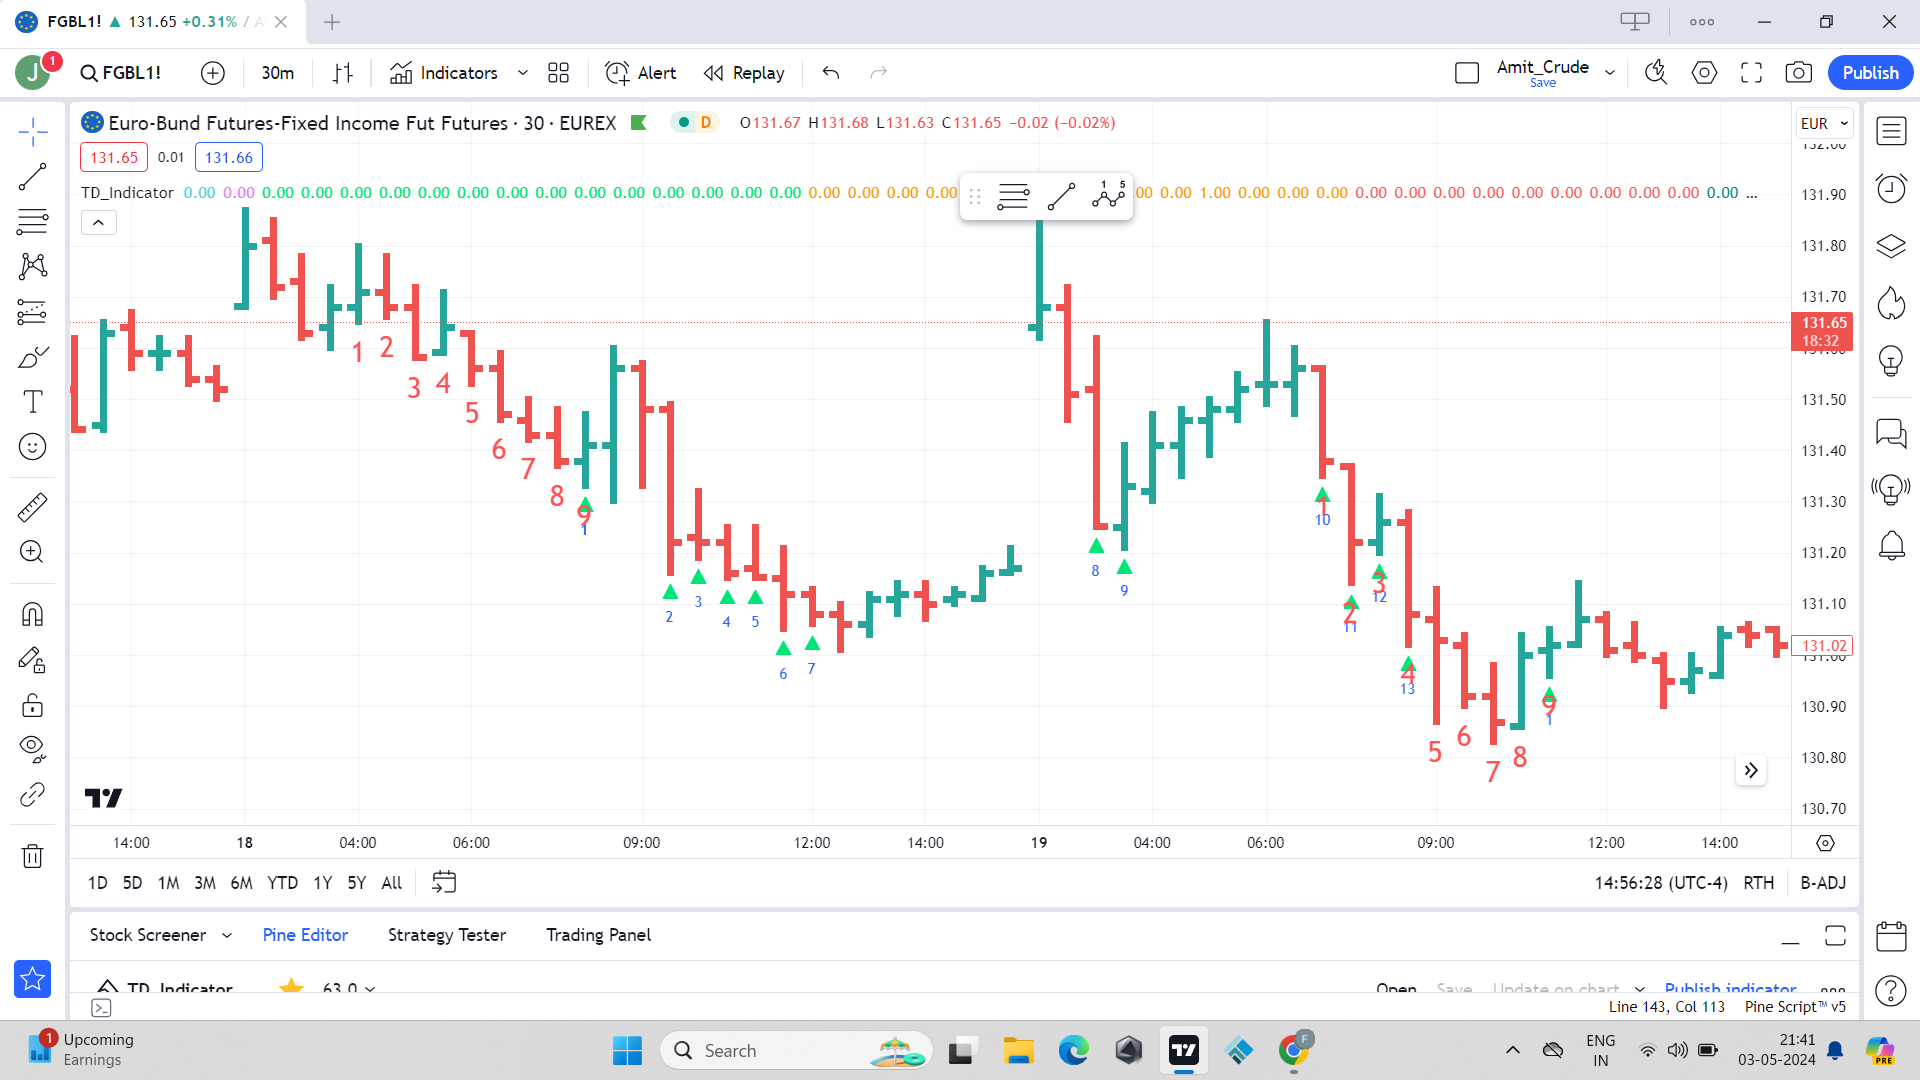 FGBL1! ▲ 131.65 +0.31% /
J 1 FGBL1! 30m Indicators Alert Replay Amit_Crude Save Publish
Euro-Bund Futures-Fixed Income Fut Futures · 30 · EUREX D O131.67 H131.68 L131.63 C131.65 −0.02 (−0.02%) EUR
131.65 0.01 131.66
TD_Indicator 0.00 0.00 0.00 0.00 0.00 0.00 0.00 0.00 0.00 0.00 0.00 0.00 0.00 0.00 0.00 0.00 0.00 0.00 0.00 0.00 1.00 0.00 0.00 0.00 0.00 0.00 0.00 0.00 0.00 0.00 0.00 0.00 0.00 0.00 ...
1 5
131.90
131.80
131.70
131.65
18:32
131.50
131.40
131.30
131.20
131.10
131.02
130.90
130.80
130.70
1 2 3 4 5 6 7 8 9
1
2 3 4 5 6 7
8 9
10 11 12 13
1 2 3 4 5 6 7 8 9
1
14:00 18 04:00 06:00 09:00 12:00 14:00 19 04:00 06:00 09:00 12:00 14:00
1D 5D 1M 3M 6M YTD 1Y 5Y All 14:56:28 (UTC-4) RTH B-ADJ
Stock Screener Pine Editor Strategy Tester Trading Panel
TD_Indicator 63.0 Open Save Update on chart Publish indicator
Line 143, Col 113 Pine Script™ v5
1 Upcoming
Earnings
Search
F
PRE
ENG
IN
21:41
03-05-2024